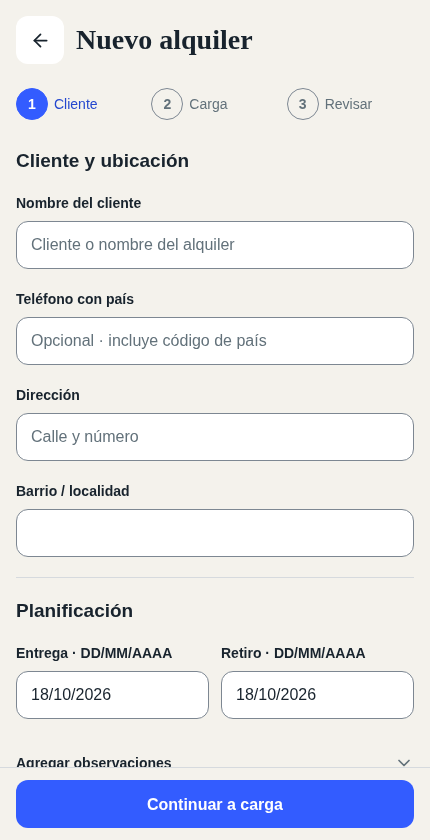 Nuevo alquiler
1 Cliente 2 Carga 3 Revisar
Cliente y ubicación
Nombre del cliente
Cliente o nombre del alquiler
Teléfono con país
Opcional · incluye código de país
Dirección
Calle y número
Barrio / localidad
Planificación
Entrega · DD/MM/AAAA Retiro · DD/MM/AAAA
18/10/2026 18/10/2026
Agregar observaciones
Continuar a carga